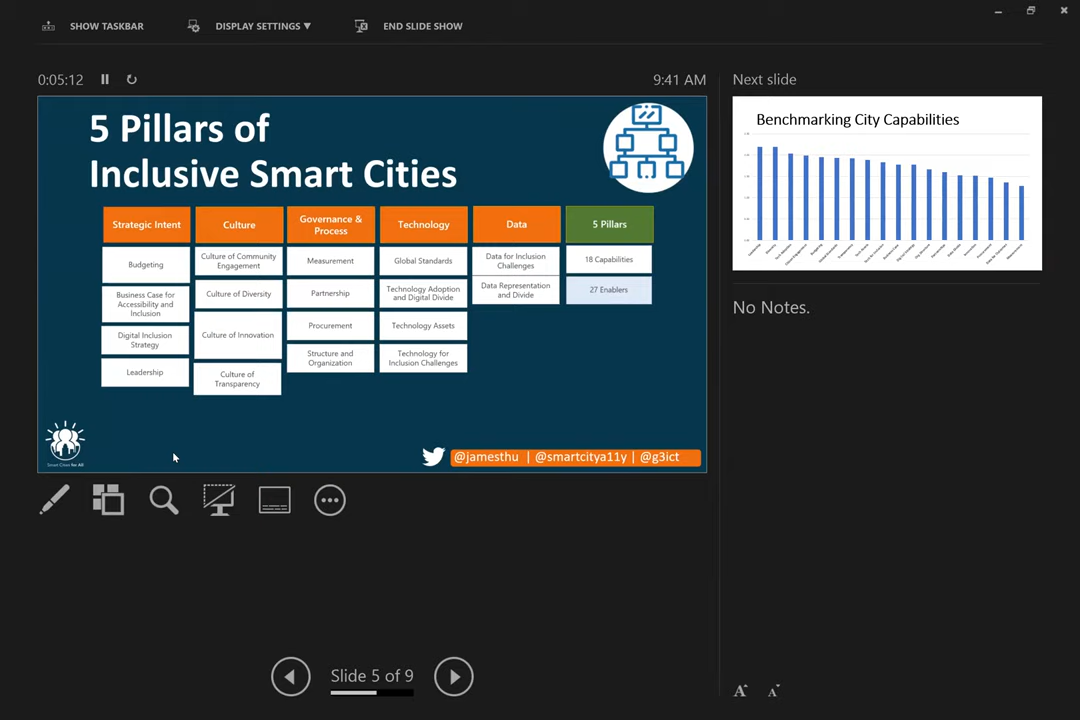 SHOW TASKBAR
DISPLAY SETTINGS ▼
END SLIDE SHOW
0:05:12
9:41 AM
5 Pillars of
Inclusive Smart Cities
Strategic Intent
Budgeting
Business Case for
Accessibility and
Inclusion
Digital Inclusion
Strategy
Leadership
Culture
Culture of Community
Engagement
Culture of Diversity
Culture of Innovation
Culture of
Transparency
Governance &
Process
Measurement
Partnership
Procurement
Structure and
Organization
Technology
Global Standards
Technology Adoption
and Digital Divide
Technology Assets
Technology for
Inclusion Challenges
Data
Data for Inclusion
Challenges
Data Representation
and Divide
5 Pillars
18 Capabilities
27 Enablers
Smart Cities for All
@jamesthu | @smartcitya11y | @g3ict
Slide 5 of 9
Next slide
Benchmarking City Capabilities
No Notes.
A A